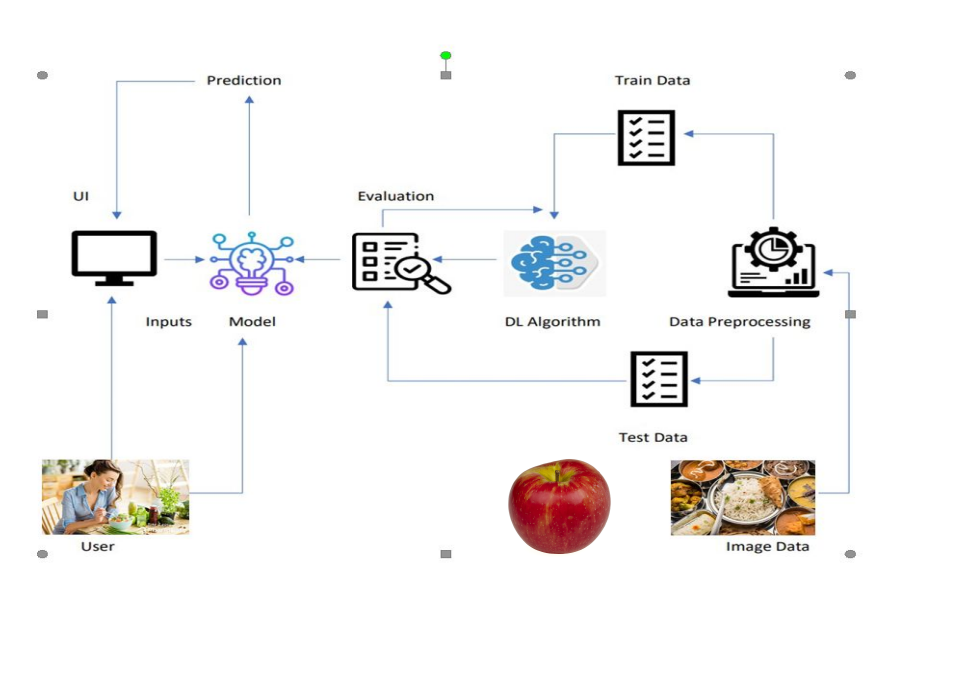 Prediction
Train Data
UI
Evaluation
Inputs
Model
DL Algorithm
Data Preprocessing
Test Data
User
Image Data